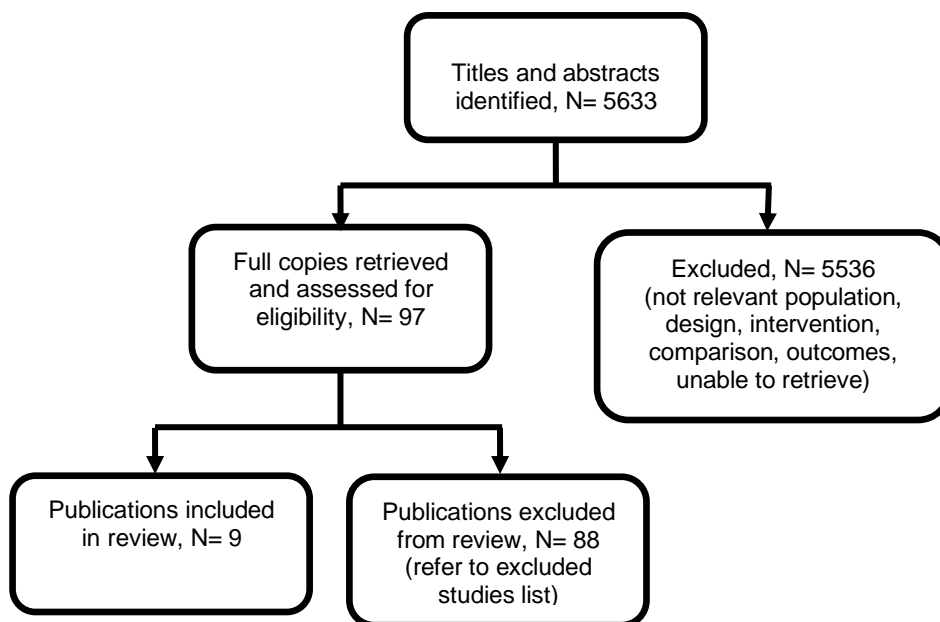 Titles and abstracts
identified, N= 5633
Full copies retrieved
and assessed for
eligibility, N= 97
Excluded, N= 5536
(not relevant population,
design, intervention,
comparison, outcomes,
unable to retrieve)
Publications included
in review, N= 9
Publications excluded
from review, N= 88
(refer to excluded
studies list)